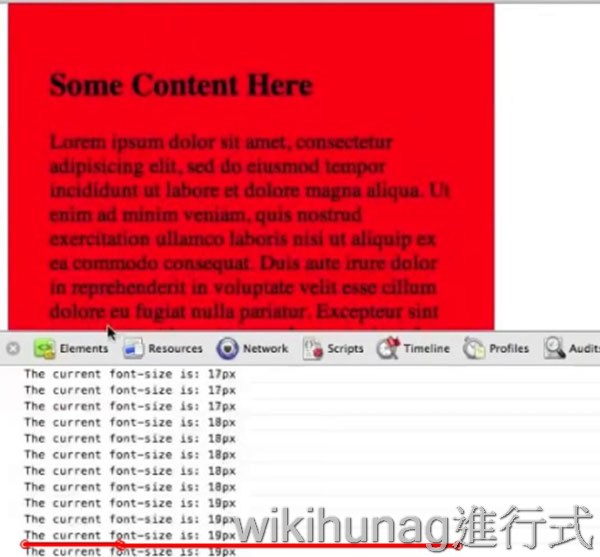 Some Content Here
Lorem ipsum dolor sit amet, consectetur
adipisicing elit, sed do eiusmod tempor
incididunt ut labore et dolore magna aliqua. Ut
enim ad minim veniam, quis nostrud
exercitation ullamco laboris nisi ut aliquip ex
ea commodo consequat. Duis aute irure dolor
in reprehenderit in voluptate velit esse cillum
dolore eu fugiat nulla pariatur. Excepteur sint
Elements Resources Network Scripts Timeline Profiles Audits
The current font-size is: 17px
The current font-size is: 17px
The current font-size is: 17px
The current font-size is: 18px
The current font-size is: 18px
The current font-size is: 18px
The current font-size is: 18px
The current font-size is: 18px
The current font-size is: 19px
The current font-size is: 19px
The current font-size is: 19px
The current font-size is: 19px
wikihunag進行式